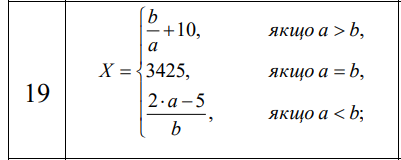 19
X = { b/a + 10, якщо a > b,
3425, якщо a = b,
2·a−5/b, якщо a < b;